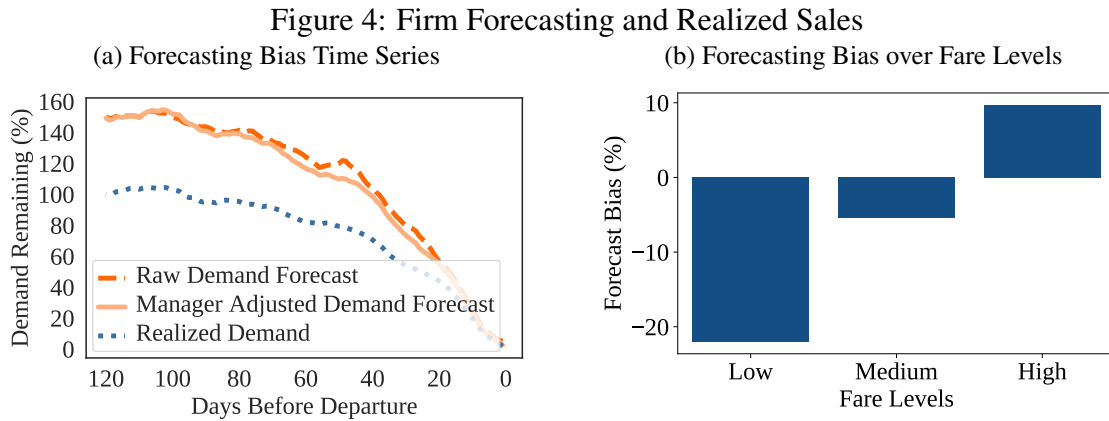 Figure 4: Firm Forecasting and Realized Sales
(a) Forecasting Bias Time Series
Demand Remaining (%)
160
140
120
100
80
60
40
20
0
Raw Demand Forecast
Manager Adjusted Demand Forecast
Realized Demand
120 100 80 60 40 20 0
Days Before Departure
(b) Forecasting Bias over Fare Levels
Forecast Bias (%)
10
0
−10
−20
Low Medium High
Fare Levels